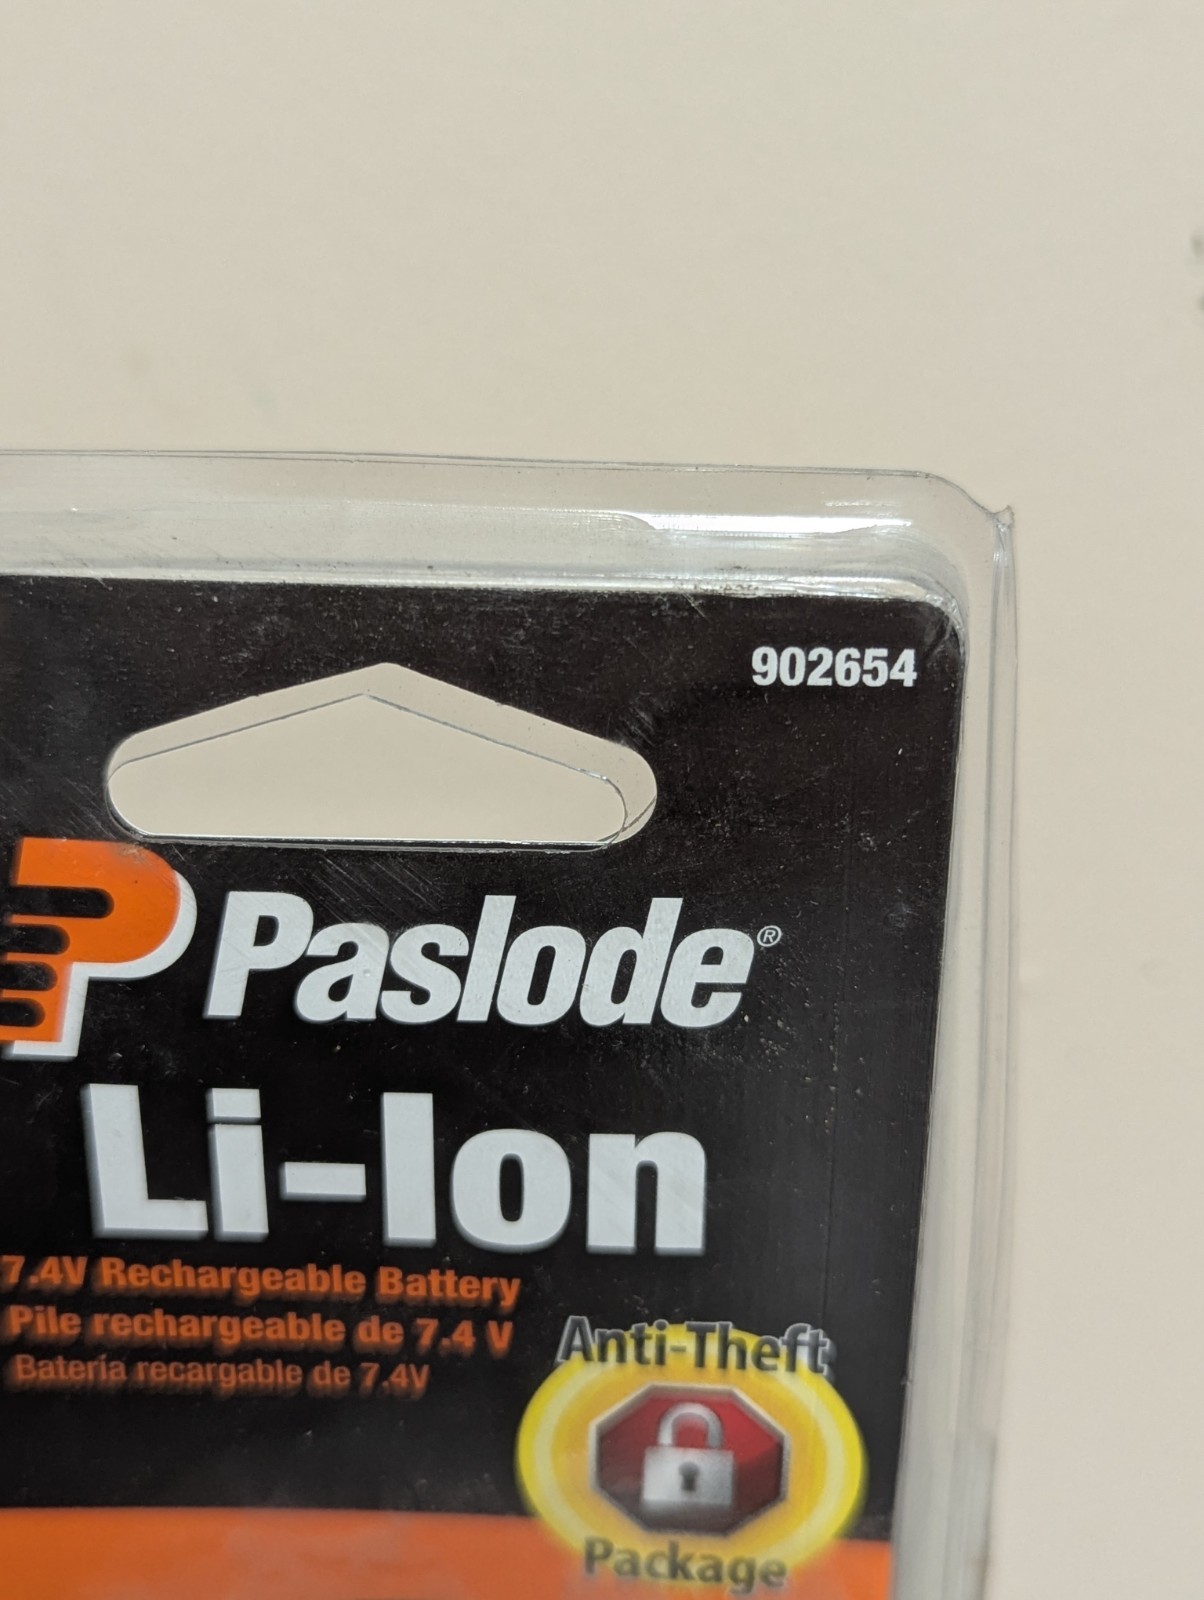 902654
Paslode®
Li-Ion
7.4V Rechargeable Battery
Pile rechargeable de 7.4 V
Batería recargable de 7.4V
Anti-Theft
Package